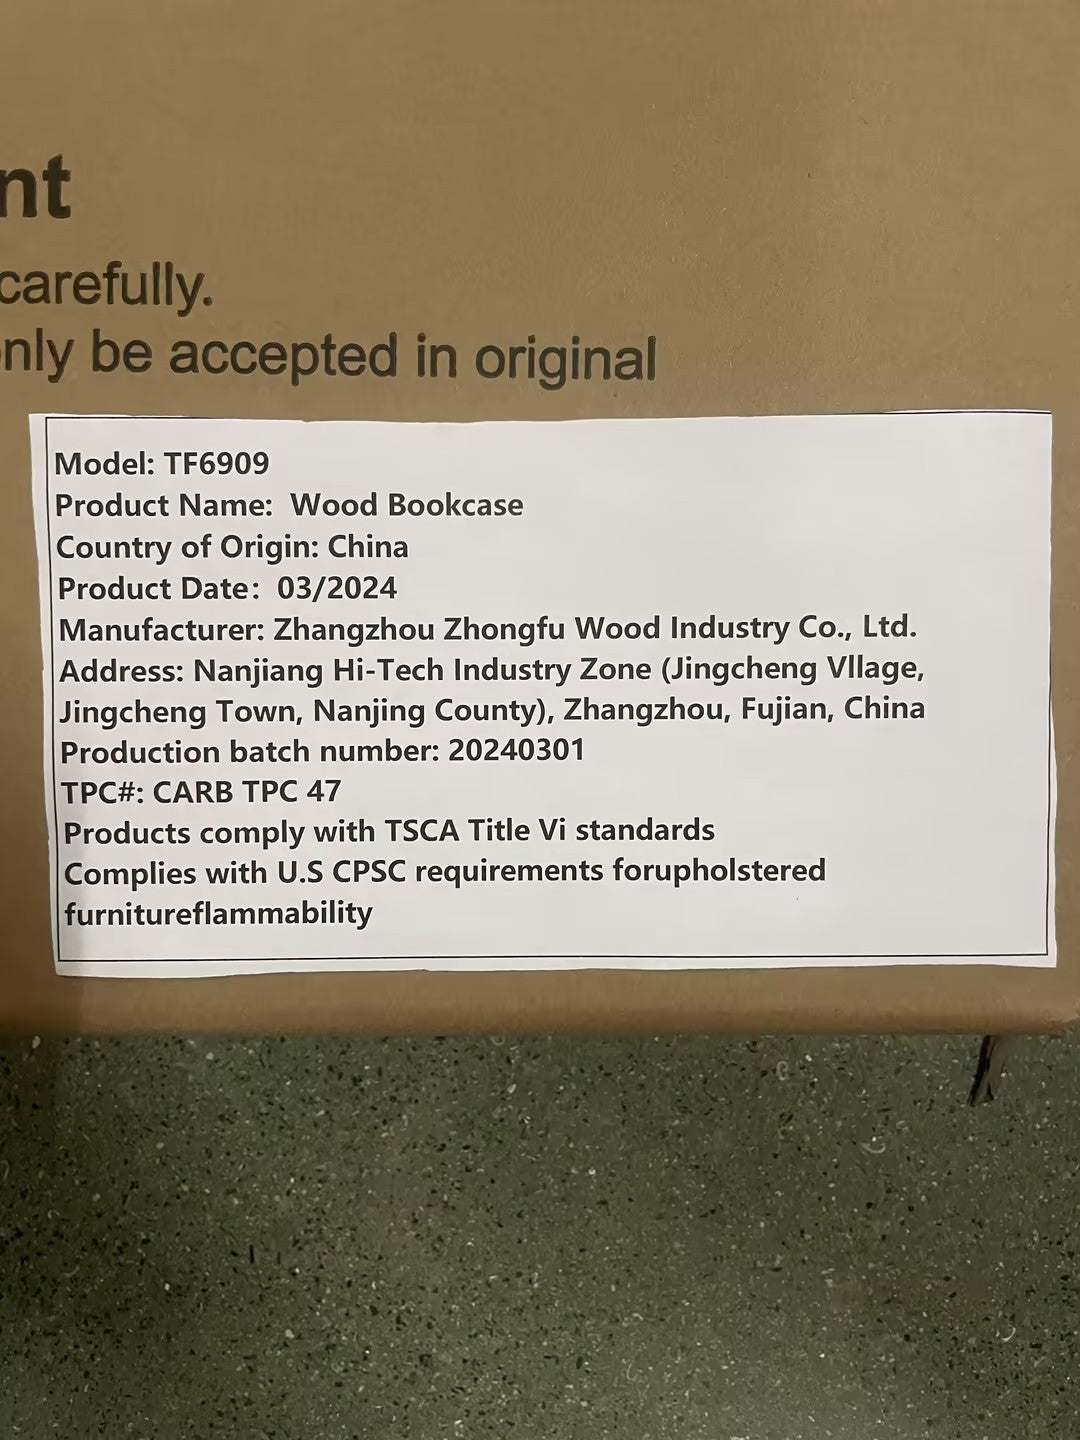 nt
carefully.
only be accepted in original
Model: TF6909
Product Name: Wood Bookcase
Country of Origin: China
Product Date: 03/2024
Manufacturer: Zhangzhou Zhongfu Wood Industry Co., Ltd.
Address: Nanjiang Hi-Tech Industry Zone (Jingcheng Vllage,
Jingcheng Town, Nanjing County), Zhangzhou, Fujian, China
Production batch number: 20240301
TPC#: CARB TPC 47
Products comply with TSCA Title Vi standards
Complies with U.S CPSC requirements forupholstered
furnitureflammability